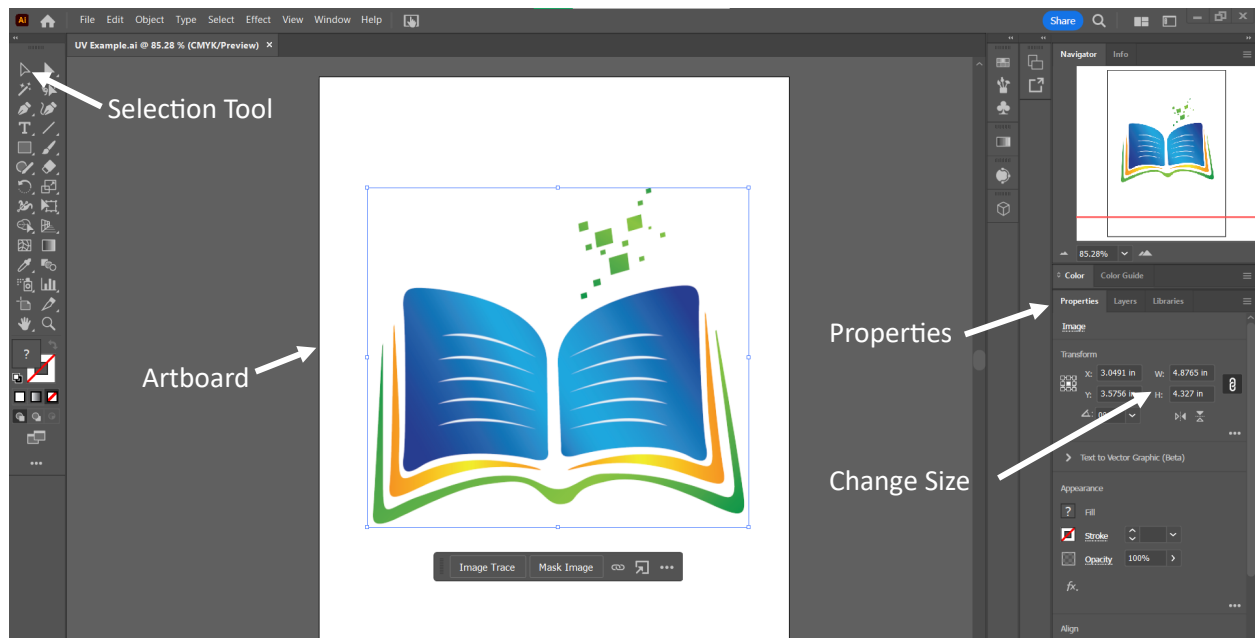 Ai File Edit Object Type Select Effect View Window Help Share
UV Example.ai @ 85.28 % (CMYK/Preview) ×
Navigator Info
Selection Tool
T
85.28%
Color Color Guide
Properties Layers Libraries
Image
Properties
Transform
X: 3.0491 in W: 4.8765 in
Y: 3.5756 in H: 4.327 in
Artboard
?
Change Size
Text to Vector Graphic (Beta)
Appearance
? Fill
Stroke
Opacity 100%
fx.
Image Trace Mask Image
Align